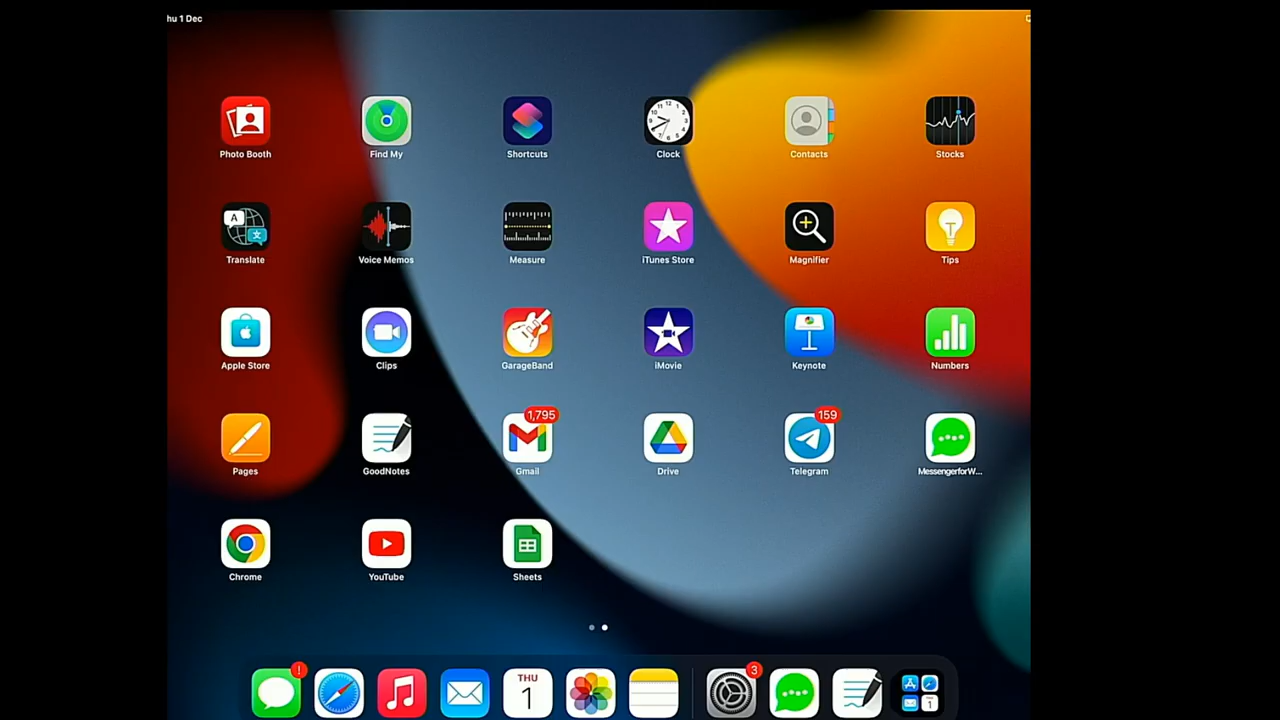 hu 1 Dec
Photo Booth
Find My
Shortcuts
Clock
Contacts
Stocks
Translate
Voice Memos
Measure
iTunes Store
Magnifier
Tips
Apple Store
Clips
GarageBand
iMovie
Keynote
Numbers
1,795
159
Pages
GoodNotes
Gmail
Drive
Telegram
MessengerforW...
Chrome
YouTube
Sheets
!
3
THU
1